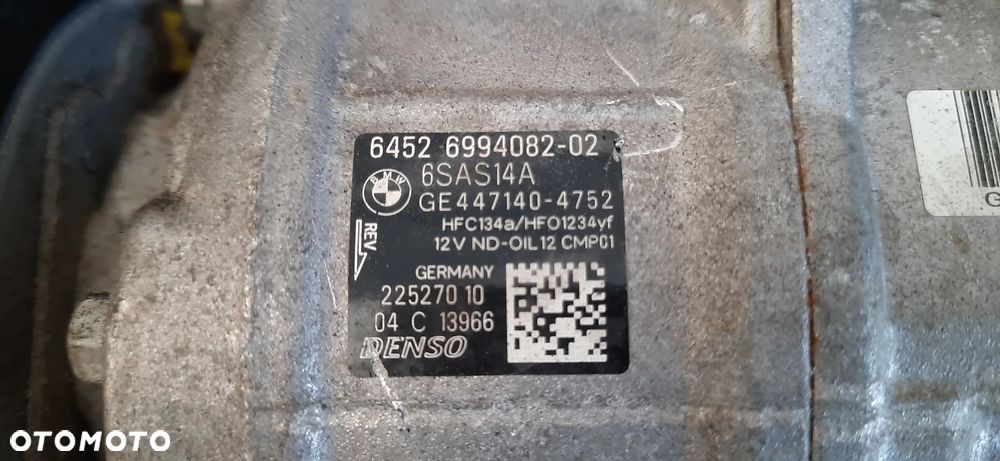 6452 6994082-02
BMW
6SAS14A
GE447140-4752
HFC134a/HFO1234yf
12V ND-OIL12 CMP01
REV
GERMANY
225270 10
04 C 13966
DENSO
G
OTOMOTO